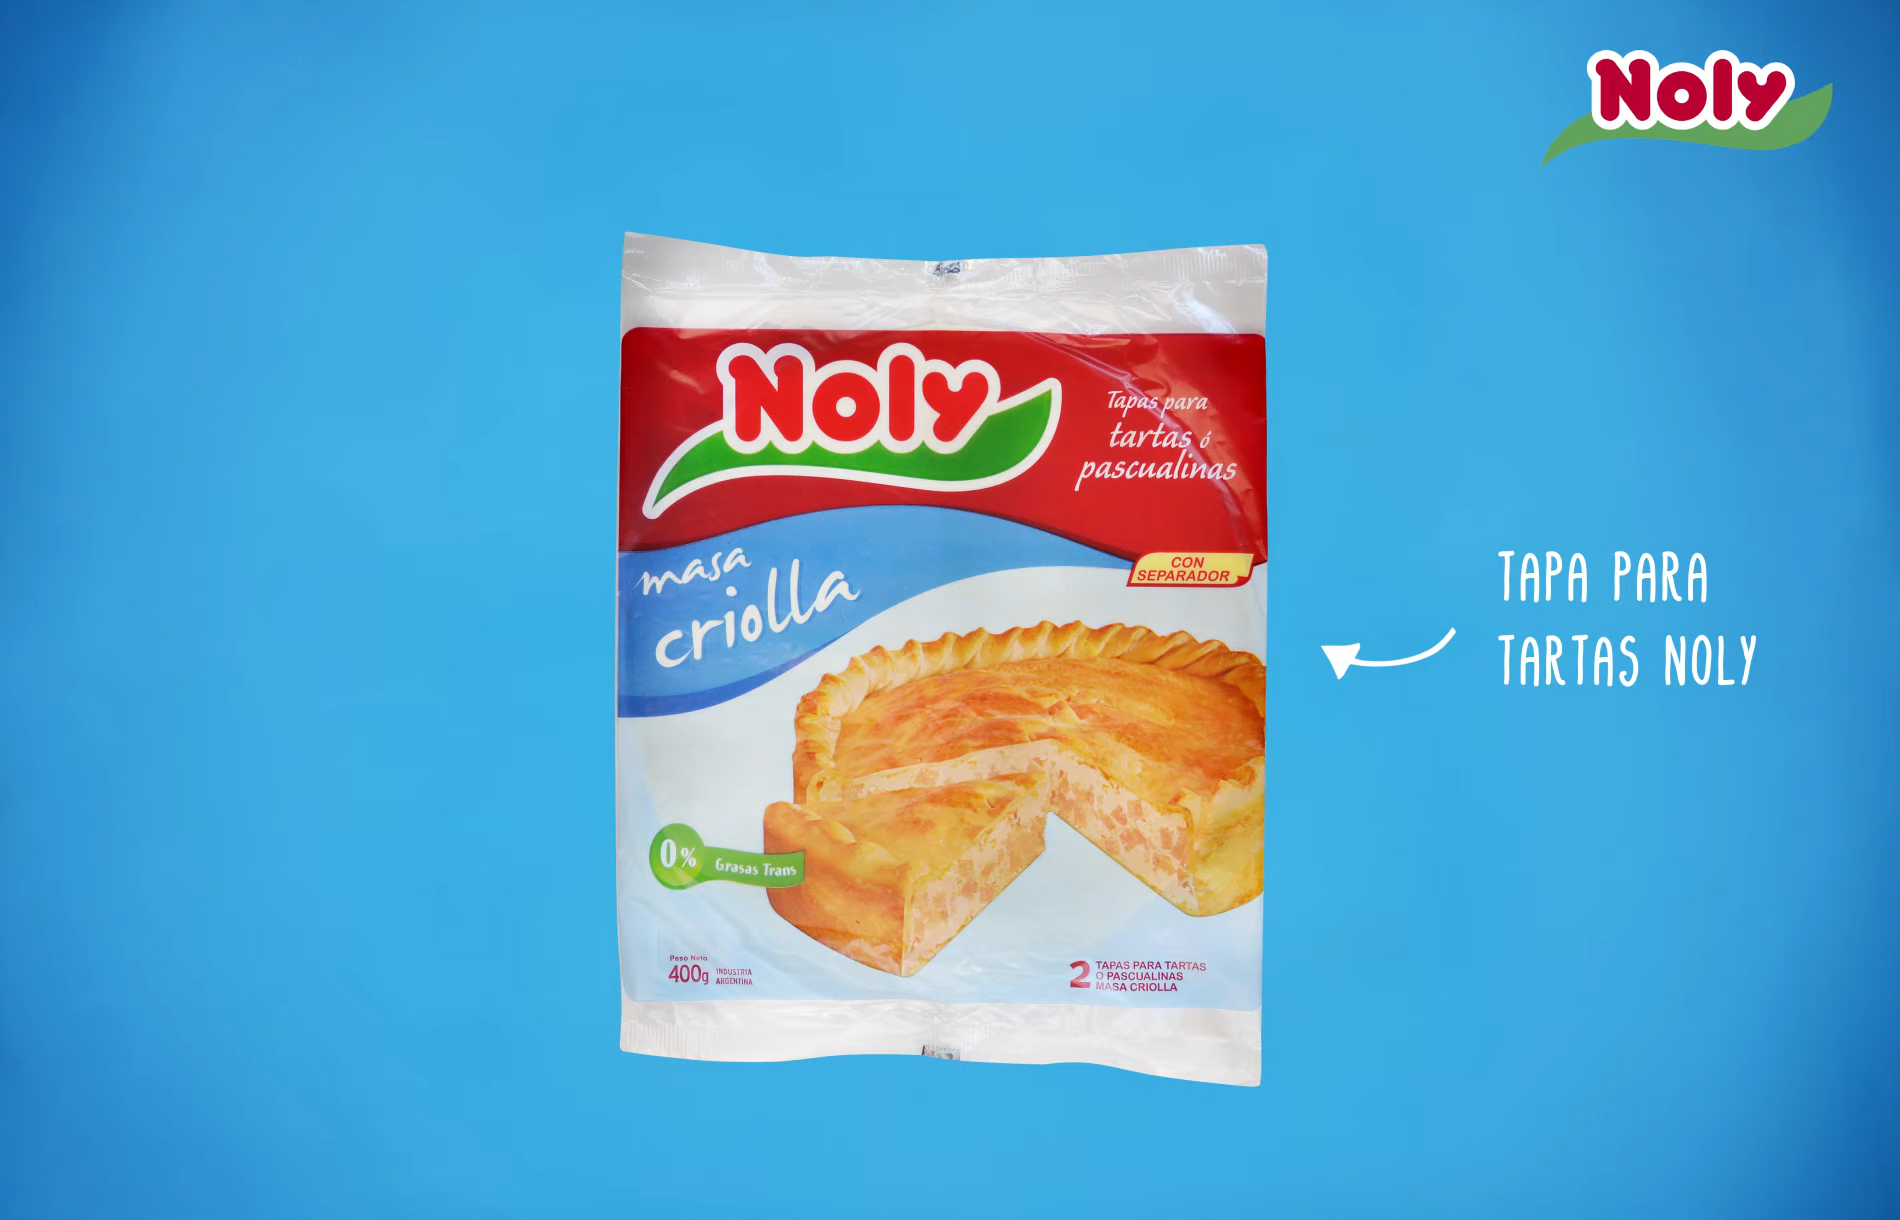 Noly
Noly
Tapas para
tartas ó
pascualinas
masa
criolla
CON
SEPARADOR
TAPA PARA
TARTAS NOLY
0% Grasas Trans
Peso Neto
400g
INDUSTRIA
ARGENTINA
2
TAPAS PARA TARTAS
O PASCUALINAS
MASA CRIOLLA